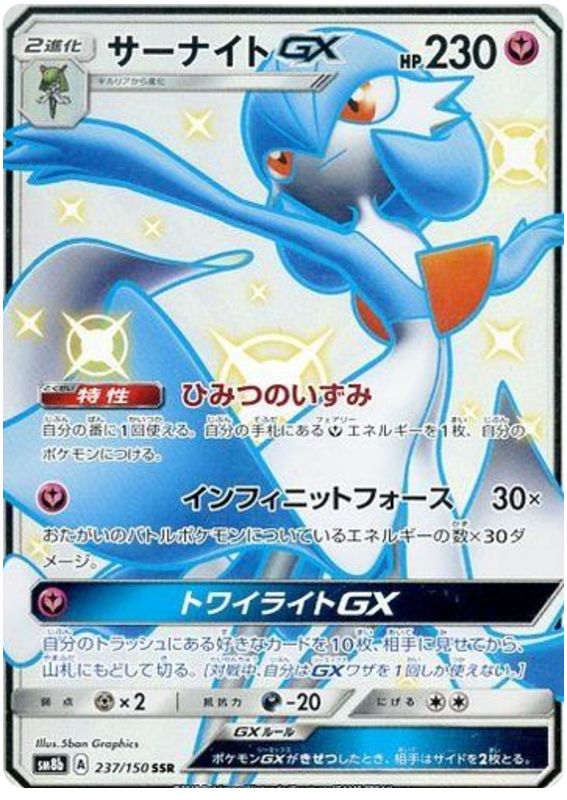 2進化 サーナイトGX HP 230
キルリアから進化
特性 ひみつのいずみ
自分の番に1回使える。自分の手札にあるエネルギーを1枚、自分の
ポケモンにつける。
インフィニットフォース 30×
おたがいのバトルポケモンについているエネルギーの数×30ダ
メージ。
トワイライトGX
自分のトラッシュにある好きなカードを10枚、相手に見せてから、
山札にもどして切る。[対戦中、自分はGXワザを1回しか使えない。]
弱点 ×2 抵抗力 -20 にげる
GXルール
ポケモンGXがきぜつしたとき、相手はサイドを2枚とる。
Illus.5ban Graphics
SM8b A 237/150 SSR